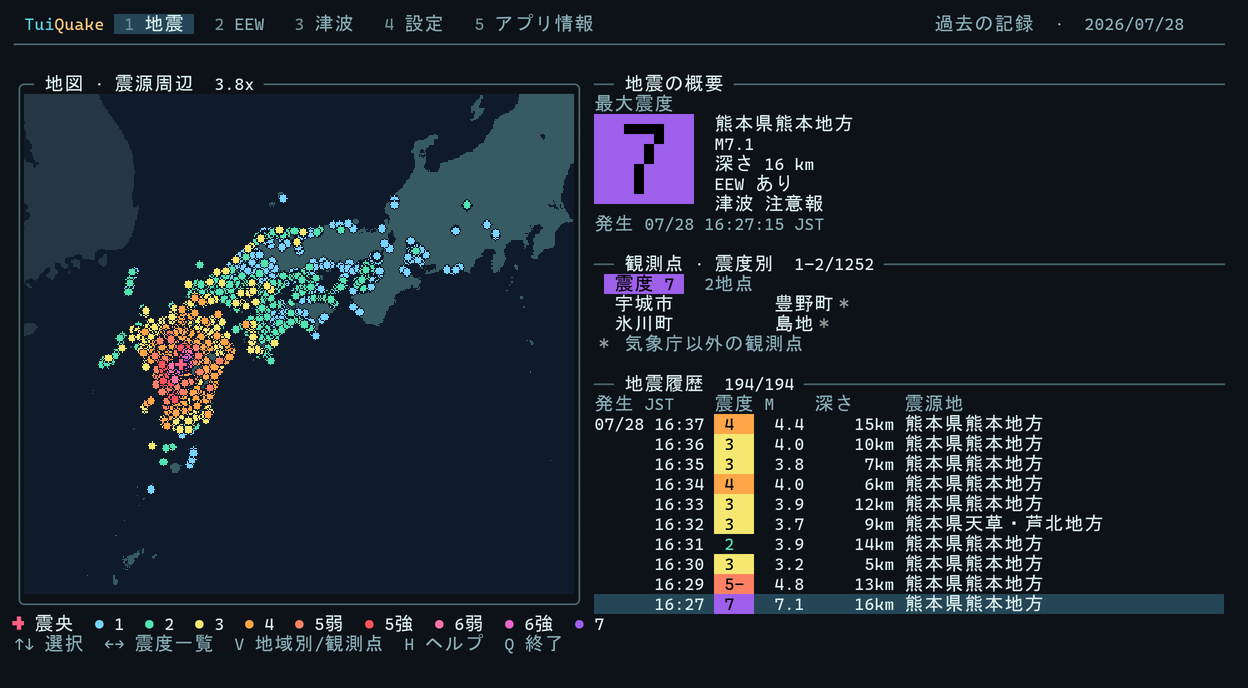 TuiQuake 1 地震 2 EEW 3 津波 4 設定 5 アプリ情報 過去の記録 · 2026/07/28
地図 · 震源周辺 3.8x
地震の概要
最大震度
7
熊本県熊本地方
M7.1
深さ 16 km
EEW あり
津波 注意報
発生 07/28 16:27:15 JST
観測点 · 震度別 1-2/1252
震度 7 2地点
宇城市 豊野町*
氷川町 島地*
* 気象庁以外の観測点
地震履歴 194/194
発生 JST 震度 M 深さ 震源地
07/28 16:37 4 4.4 15km 熊本県熊本地方
16:36 3 4.0 10km 熊本県熊本地方
16:35 3 3.8 7km 熊本県熊本地方
16:34 4 4.0 6km 熊本県熊本地方
16:33 3 3.9 12km 熊本県熊本地方
16:32 3 3.7 9km 熊本県天草・芦北地方
16:31 2 3.9 14km 熊本県熊本地方
16:30 3 3.2 5km 熊本県熊本地方
16:29 5- 4.8 13km 熊本県熊本地方
16:27 7 7.1 16km 熊本県熊本地方
震央 1 2 3 4 5弱 5強 6弱 6強 7
↑↓ 選択 ←→ 震度一覧 V 地域別/観測点 H ヘルプ Q 終了